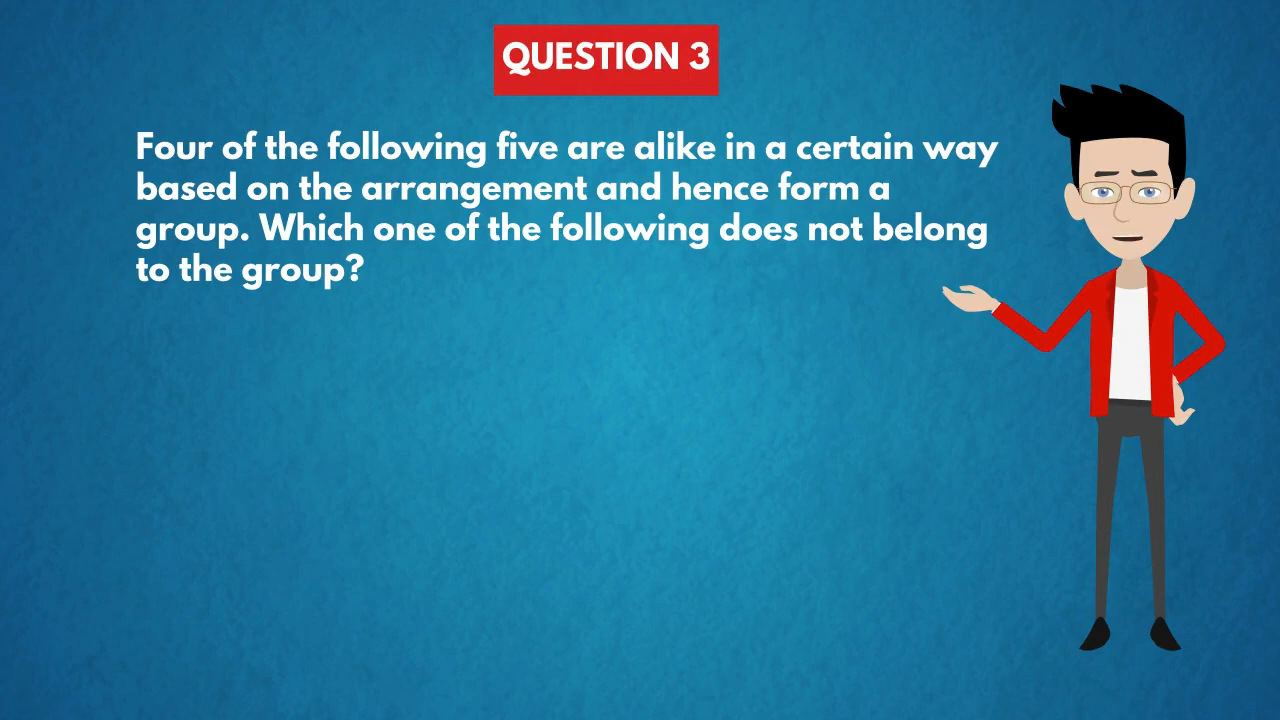 QUESTION 3
Four of the following five are alike in a certain way
based on the arrangement and hence form a
group. Which one of the following does not belong
to the group?